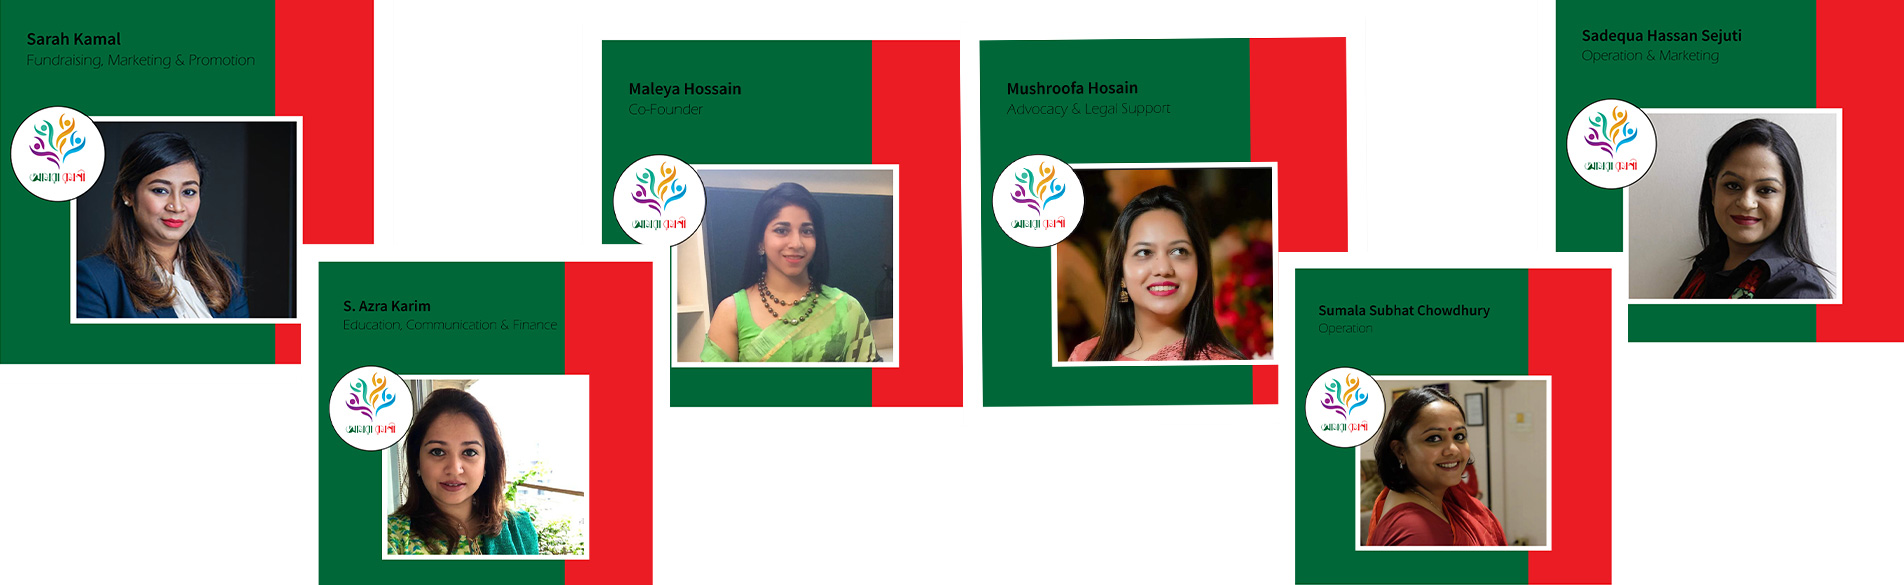 Sarah Kamal
Fundraising, Marketing & Promotion
S. Azra Karim
Education, Communication & Finance
Maleya Hossain
Co-Founder
Mushroofa Hosain
Advocacy & Legal Support
Sumala Subhat Chowdhury
Operation
Sadequa Hassan Sejuti
Operation & Marketing